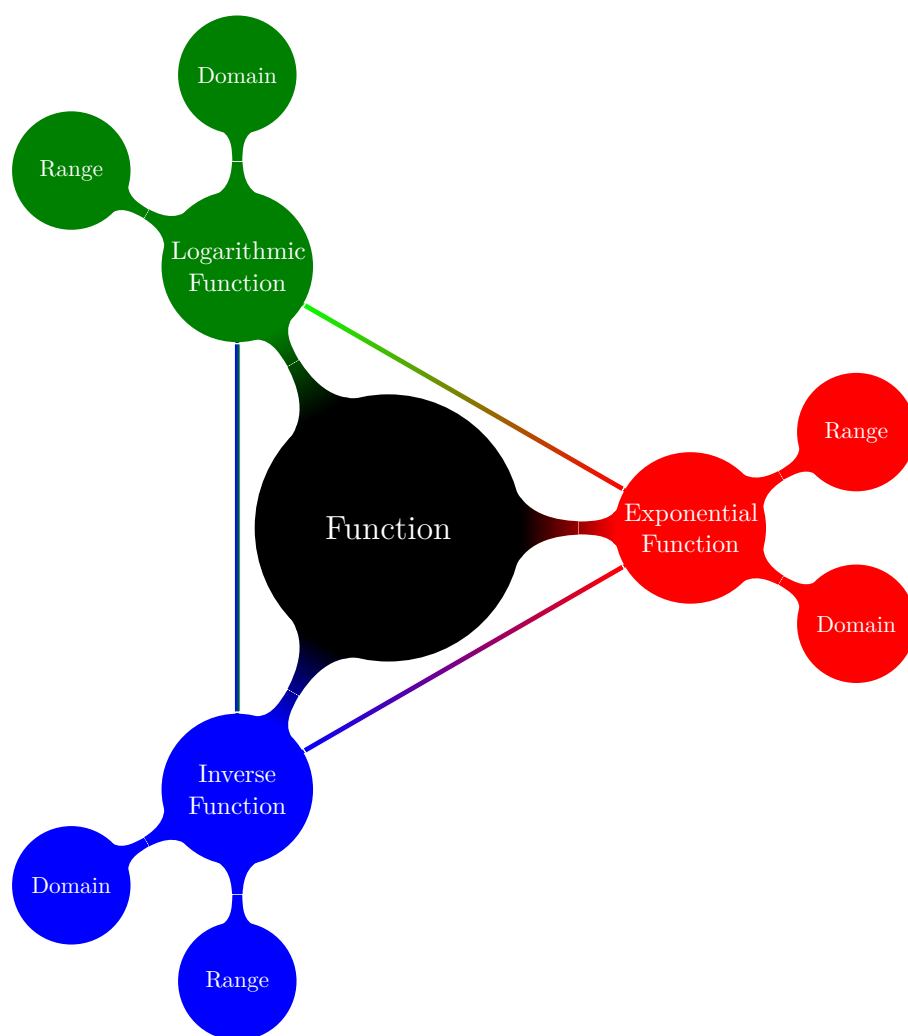 Domain
Range
Logarithmic
Function
Range
Function
Exponential
Function
Domain
Inverse
Function
Domain
Range